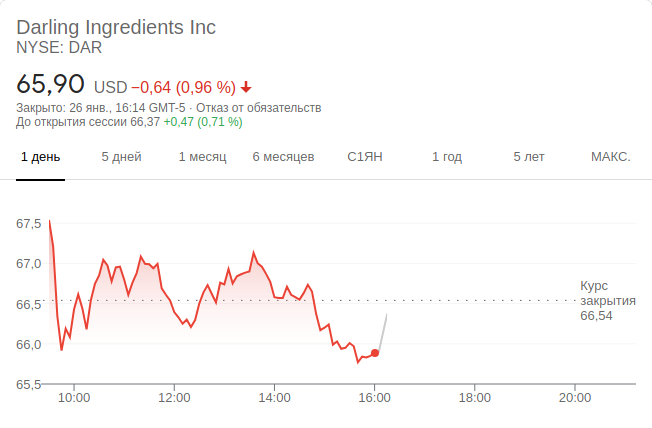 Darling Ingredients Inc
NYSE: DAR
65,90 USD −0,64 (0,96 %)
Закрыто: 26 янв., 16:14 GMT-5 · Отказ от обязательств
До открытия сессии 66,37 +0,47 (0,71 %)
1 день 5 дней 1 месяц 6 месяцев С1ЯН 1 год 5 лет МАКС.
67,5
67,0
66,5
66,0
65,5
Курс
закрытия
66,54
10:00 12:00 14:00 16:00 18:00 20:00